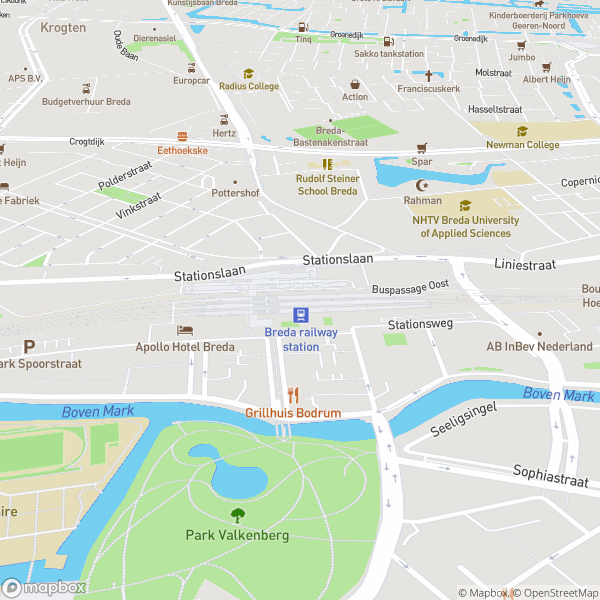 Krogten
Oude Baan
Dierenasiel
Kunstijsbaan Breda
Tinq
Groenedijk
Groenedijk
Sakko tankstation
Kinderboerderij Parkhoeve
Geeren-Noord
Jumbo
Molstraat
Albert Heijn
APS B.V.
Europcar
Radius College
Action
Franciscuskerk
Budgetverhuur Breda
Hasseltstraat
Hertz
Breda-
Bastenakenstraat
Crogtdijk
Eethoekske
Spar
Newman College
t Heijn
Polderstraat
Rudolf Steiner
School Breda
Rahman
Copernic
e Fabriek
Pottershof
Vinkstraat
NHTV Breda University
of Applied Sciences
Stationslaan
Stationslaan
Liniestraat
Buspassage Oost
Bou
Hoe
Breda railway
station
Stationsweg
Apollo Hotel Breda
AB InBev Nederland
P
ark Spoorstraat
Boven Mark
Boven Mark
Grillhuis Bodrum
Seeligsingel
Sophiastraat
ire
Park Valkenberg
mapbox
© Mapbox, © OpenStreetMap